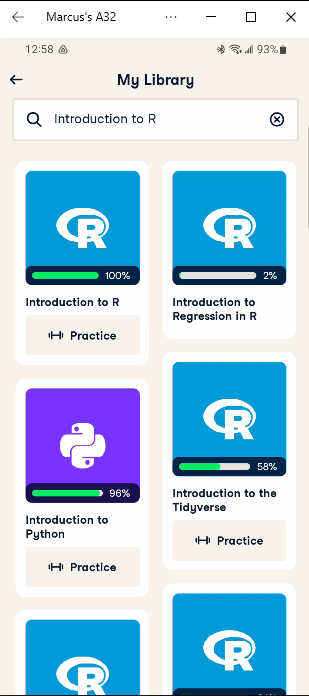 Marcus's A32
12:58
93%
My Library
Introduction to R
R
100%
Introduction to R
Practice
R
2%
Introduction to
Regression in R
96%
Introduction to
Python
Practice
R
58%
Introduction to the
Tidyverse
Practice
R
R